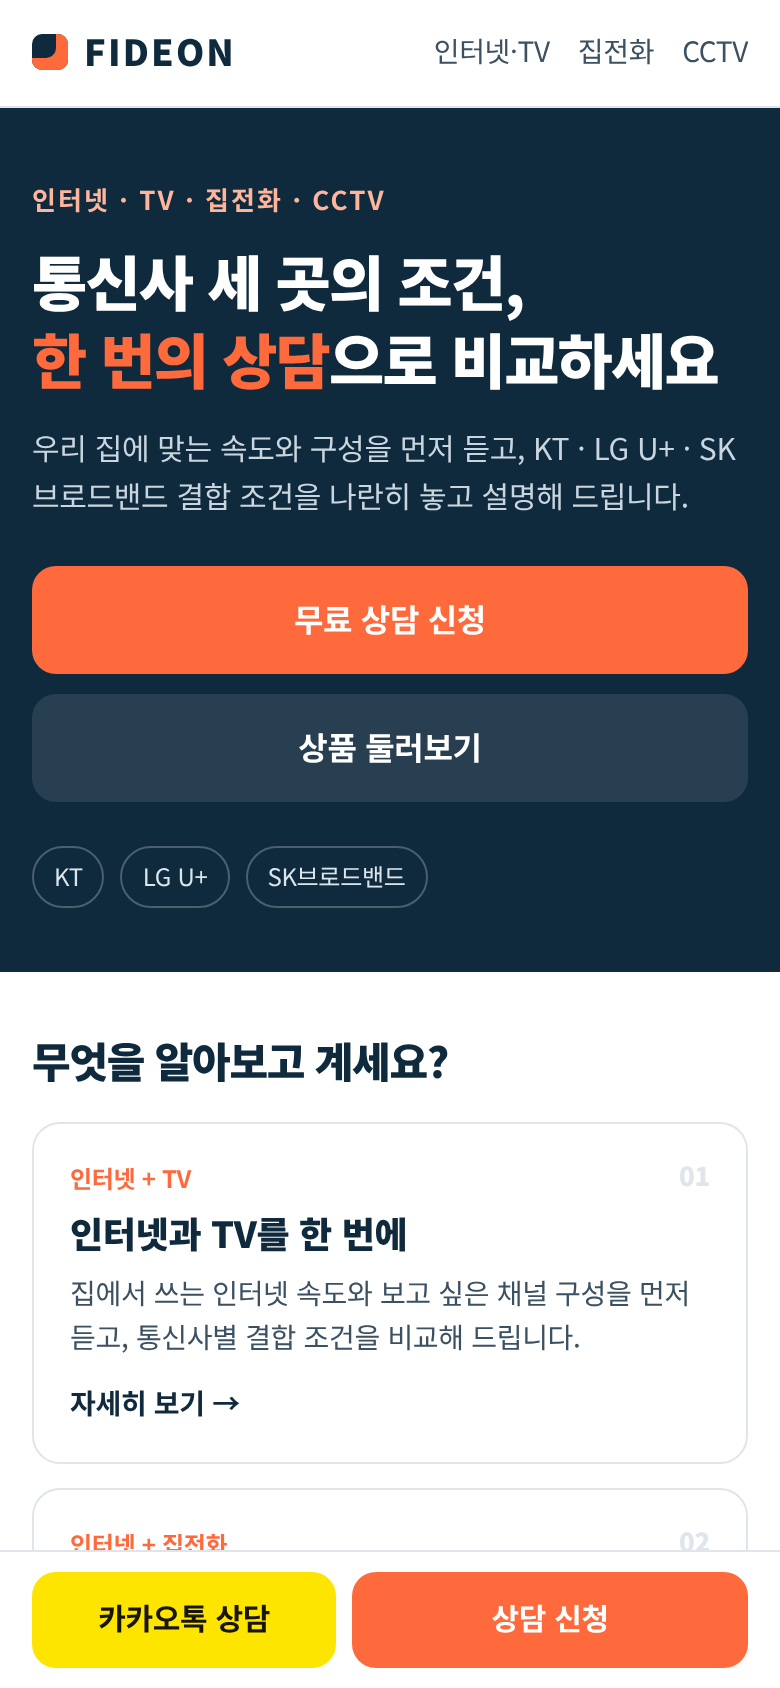 FIDEON
인터넷·TV 집전화 CCTV
인터넷 · TV · 집전화 · CCTV
통신사 세 곳의 조건,
한 번의 상담으로 비교하세요
우리 집에 맞는 속도와 구성을 먼저 듣고, KT · LG U+ · SK
브로드밴드 결합 조건을 나란히 놓고 설명해 드립니다.
무료 상담 신청
상품 둘러보기
KT
LG U+
SK브로드밴드
무엇을 알아보고 계세요?
인터넷 + TV
01
인터넷과 TV를 한 번에
집에서 쓰는 인터넷 속도와 보고 싶은 채널 구성을 먼저
듣고, 통신사별 결합 조건을 비교해 드립니다.
자세히 보기 →
인터넷 + 집전화
02
카카오톡 상담
상담 신청